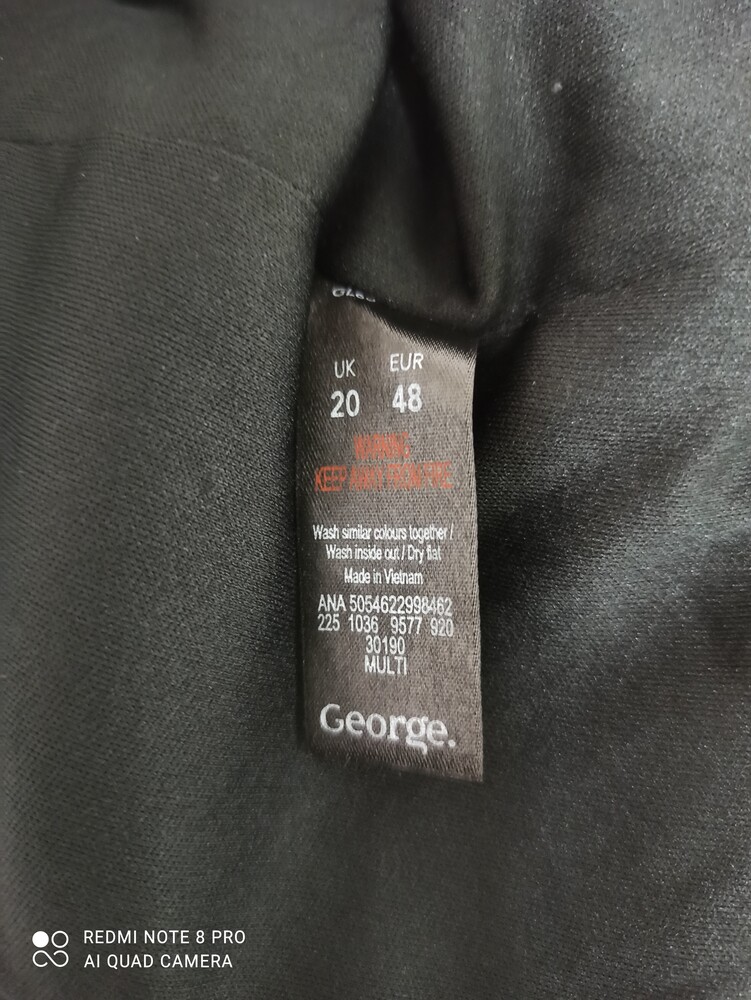 UK EUR
20 48
WARNING
KEEP AWAY FROM FIRE
Wash similar colours together /
Wash inside out / Dry flat
Made in Vietnam
ANA 5054622998462
225 1036 9577 920
30190
MULTI
George.
REDMI NOTE 8 PRO
AI QUAD CAMERA